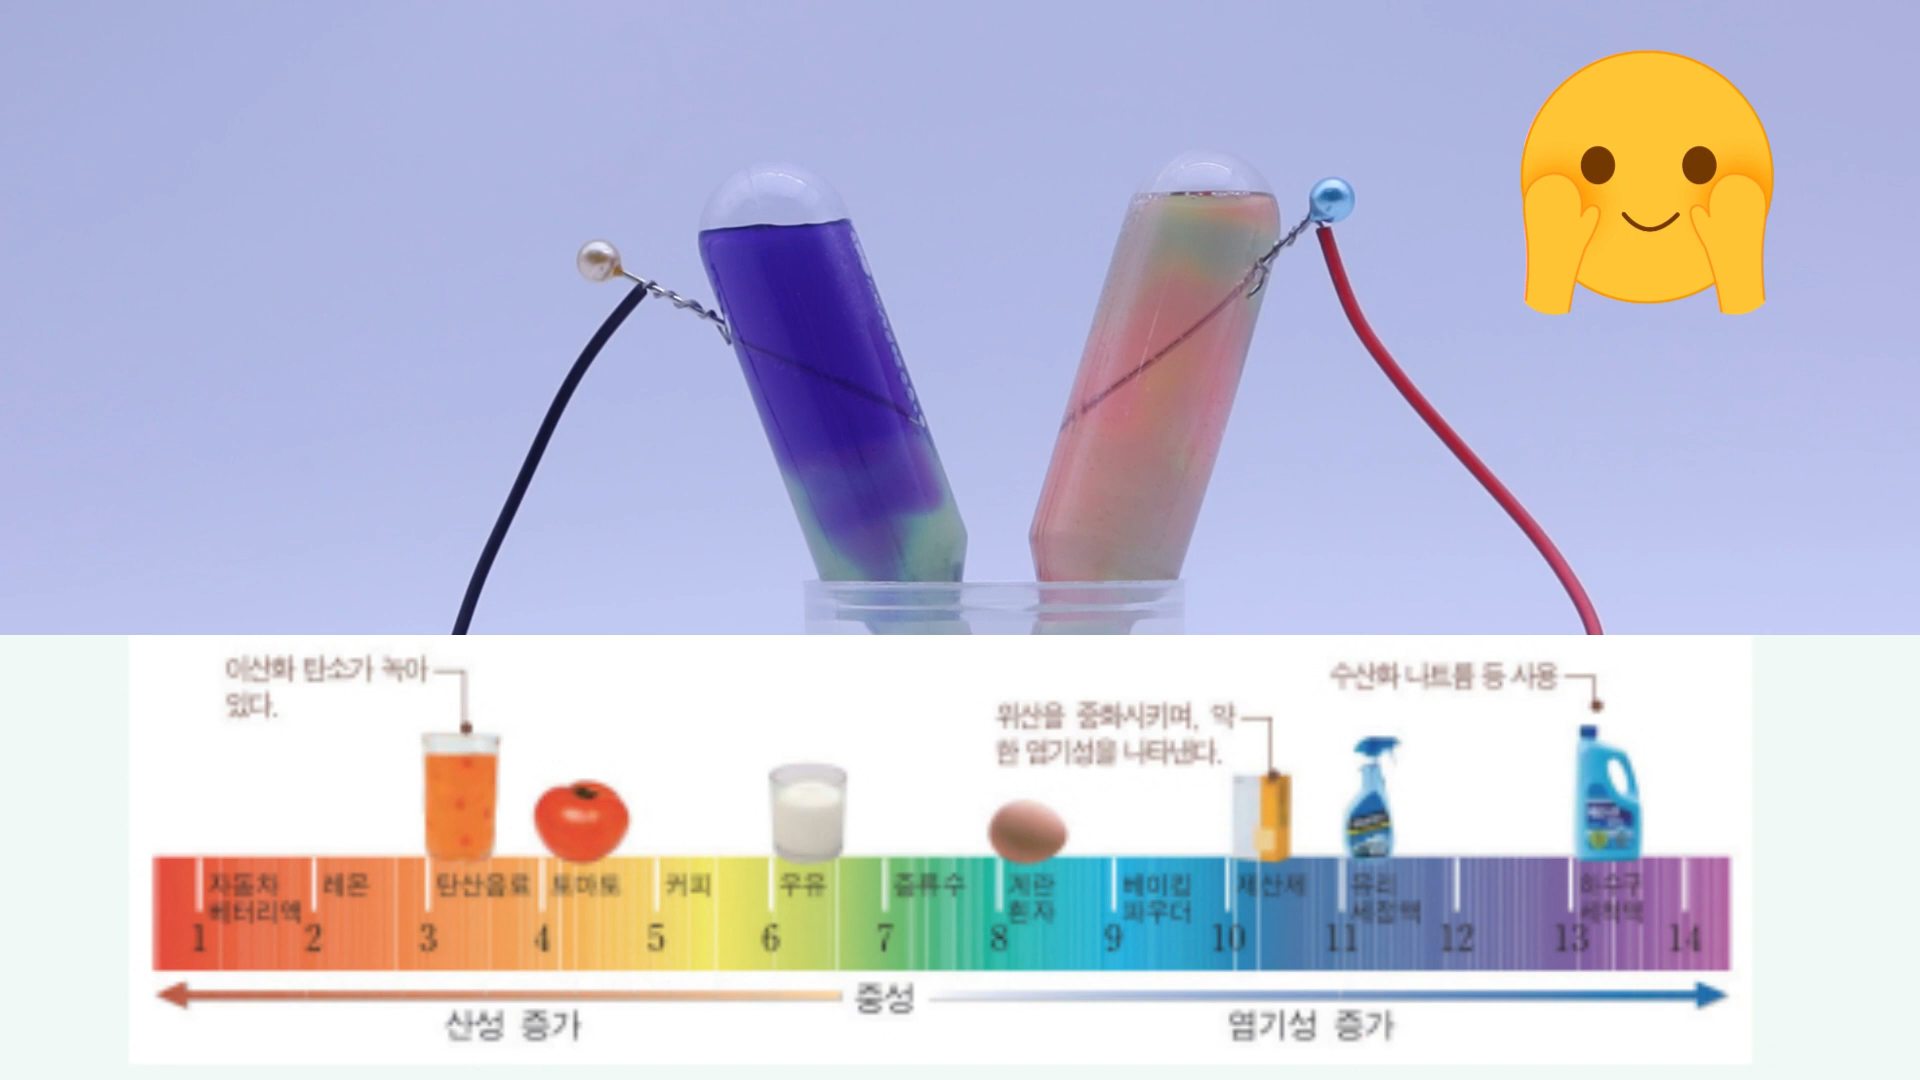 이산화 탄소가 녹아
있다.
수산화 나트륨 등 사용
위산을 중화시키며, 약
한 염기성을 나타낸다.
자동차
배터리액
레몬
탄산음료
토마토
커피
우유
증류수
계란
흰자
베이킹
파우더
제산제
유리
세정액
하수구
세척액
1 2 3 4 5 6 7 8 9 10 11 12 13 14
중성
산성 증가
염기성 증가